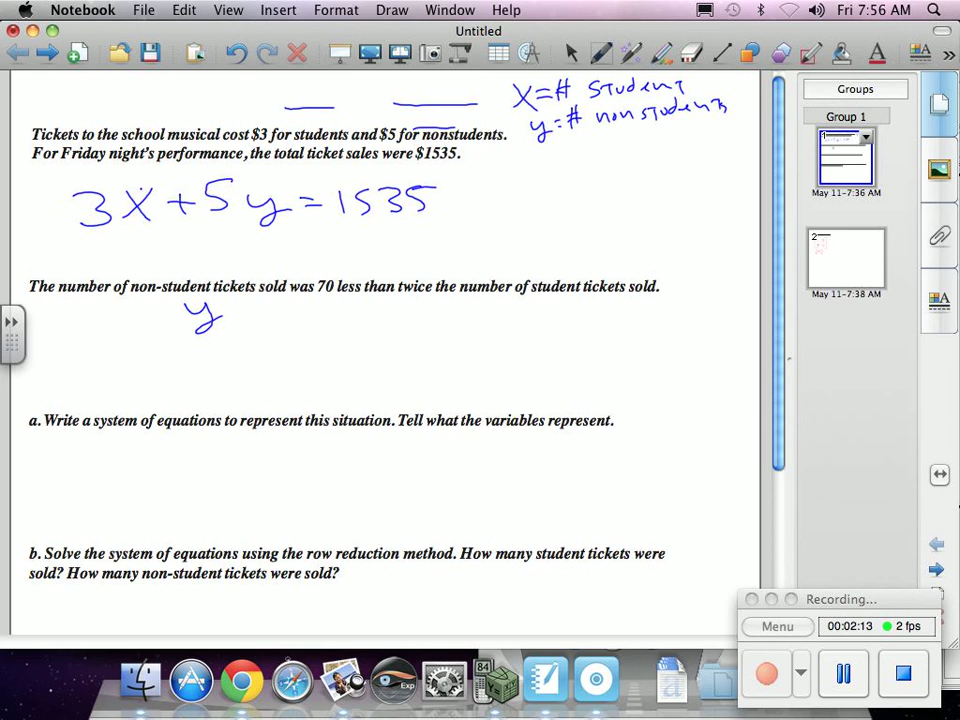 Notebook File Edit View Insert Format Draw Window Help Fri 7:56 AM
Untitled
X=# student
y=# nonstudents
Tickets to the school musical cost $3 for students and $5 for nonstudents.
For Friday night's performance, the total ticket sales were $1535.
3X+5y=1535
The number of non-student tickets sold was 70 less than twice the number of student tickets sold.
y
a. Write a system of equations to represent this situation. Tell what the variables represent.
b. Solve the system of equations using the row reduction method. How many student tickets were
sold? How many non-student tickets were sold?
Groups
Group 1
1
May 11-7:36 AM
2
May 11-7:38 AM
Recording...
Menu 00:02:13 2 fps
Exp
84